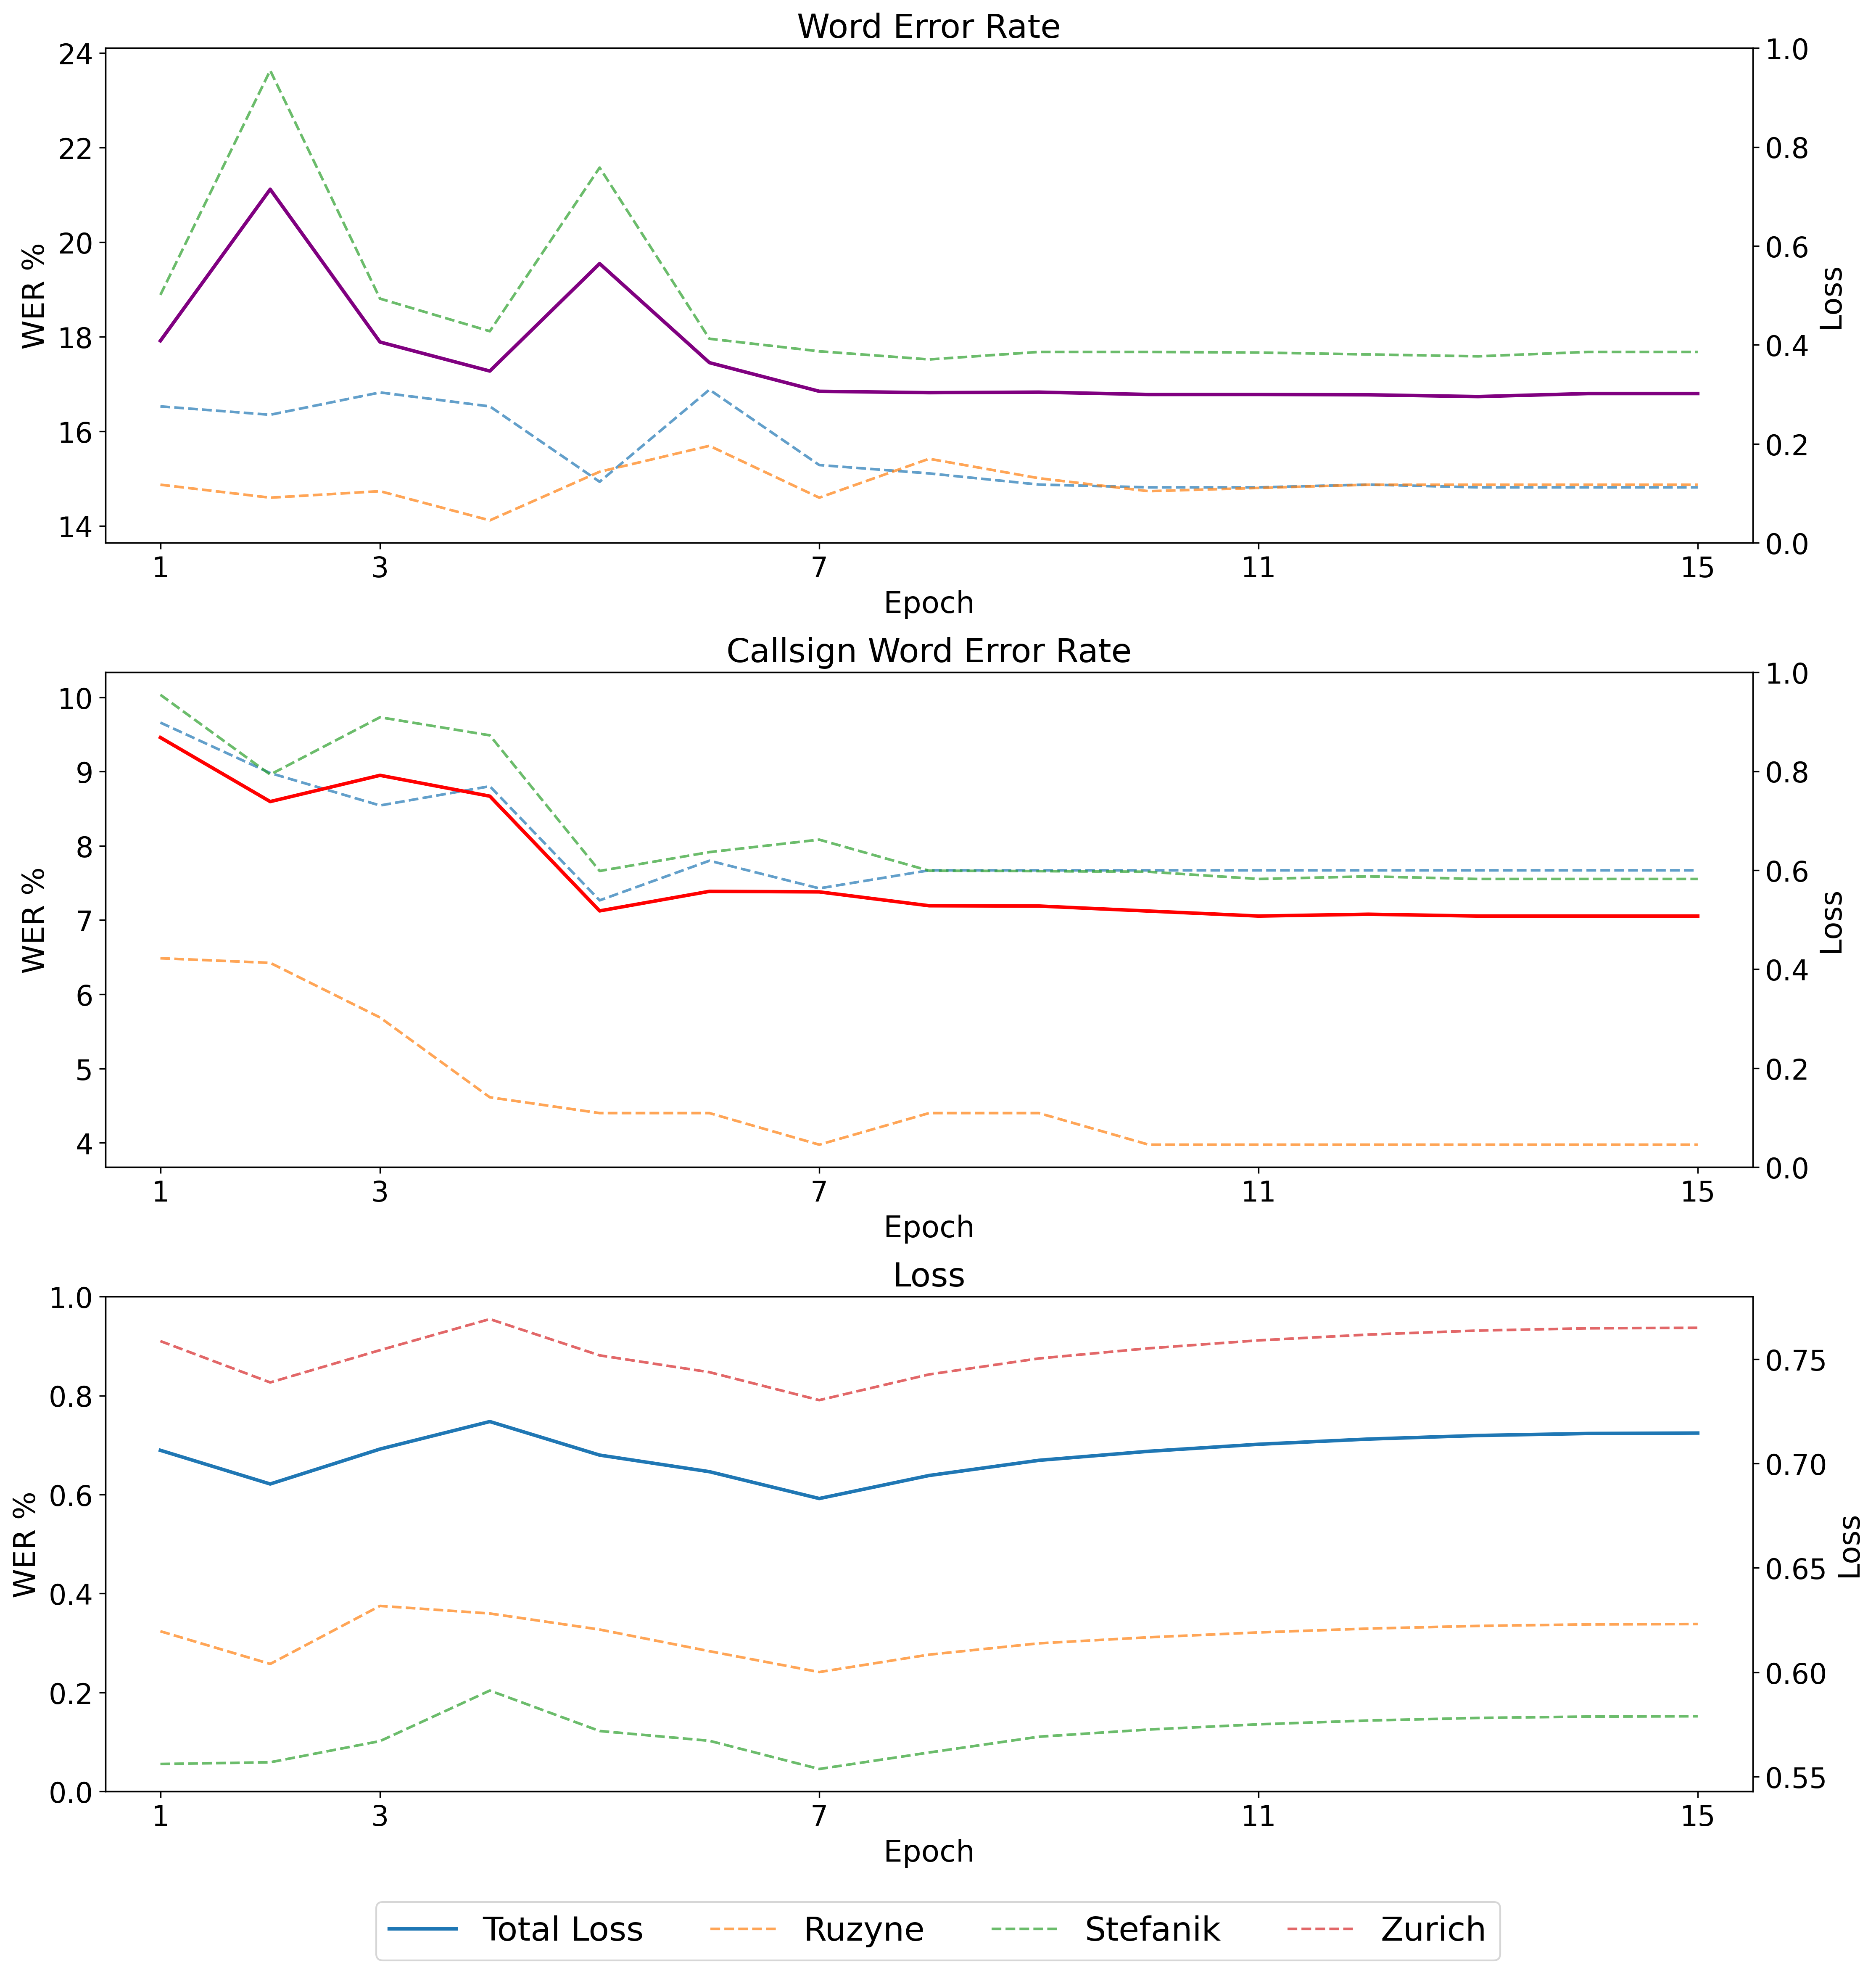 Word Error Rate
24
22
20
18
16
14
WER %
1.0
0.8
0.6
0.4
0.2
0.0
Loss
1 3 7 11 15
Epoch
Callsign Word Error Rate
10
9
8
7
6
5
4
WER %
1.0
0.8
0.6
0.4
0.2
0.0
Loss
1 3 7 11 15
Epoch
Loss
1.0
0.8
0.6
0.4
0.2
0.0
WER %
0.75
0.70
0.65
0.60
0.55
Loss
1 3 7 11 15
Epoch
Total Loss Ruzyne Stefanik Zurich